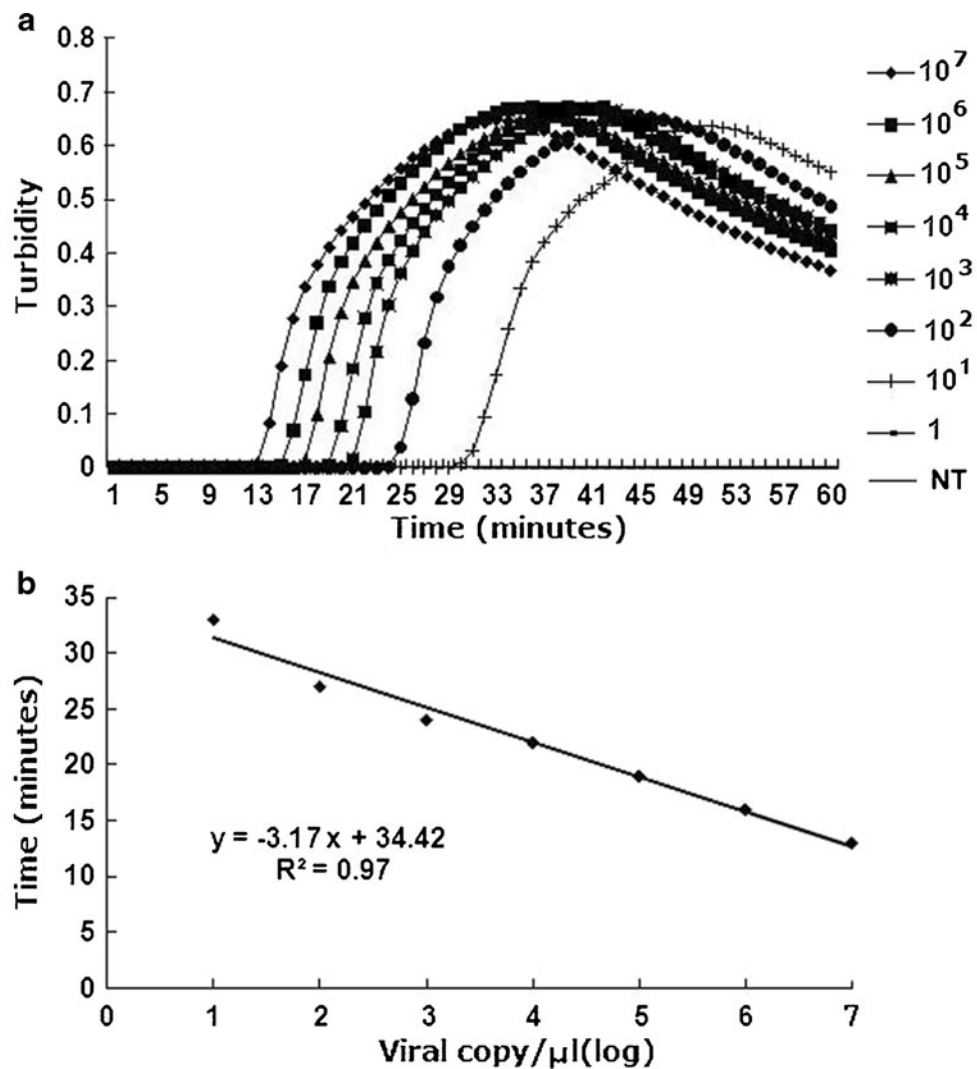 a
0.8
0.7
0.6
0.5
0.4
0.3
0.2
0.1
0
Turbidity
1 5 9 13 17 21 25 29 33 37 41 45 49 53 57 60
Time (minutes)
10⁷
10⁶
10⁵
10⁴
10³
10²
10¹
1
NT
b
35
30
25
20
15
10
5
0
Time (minutes)
y = -3.17 x + 34.42
R² = 0.97
0 1 2 3 4 5 6 7
Viral copy/µl(log)